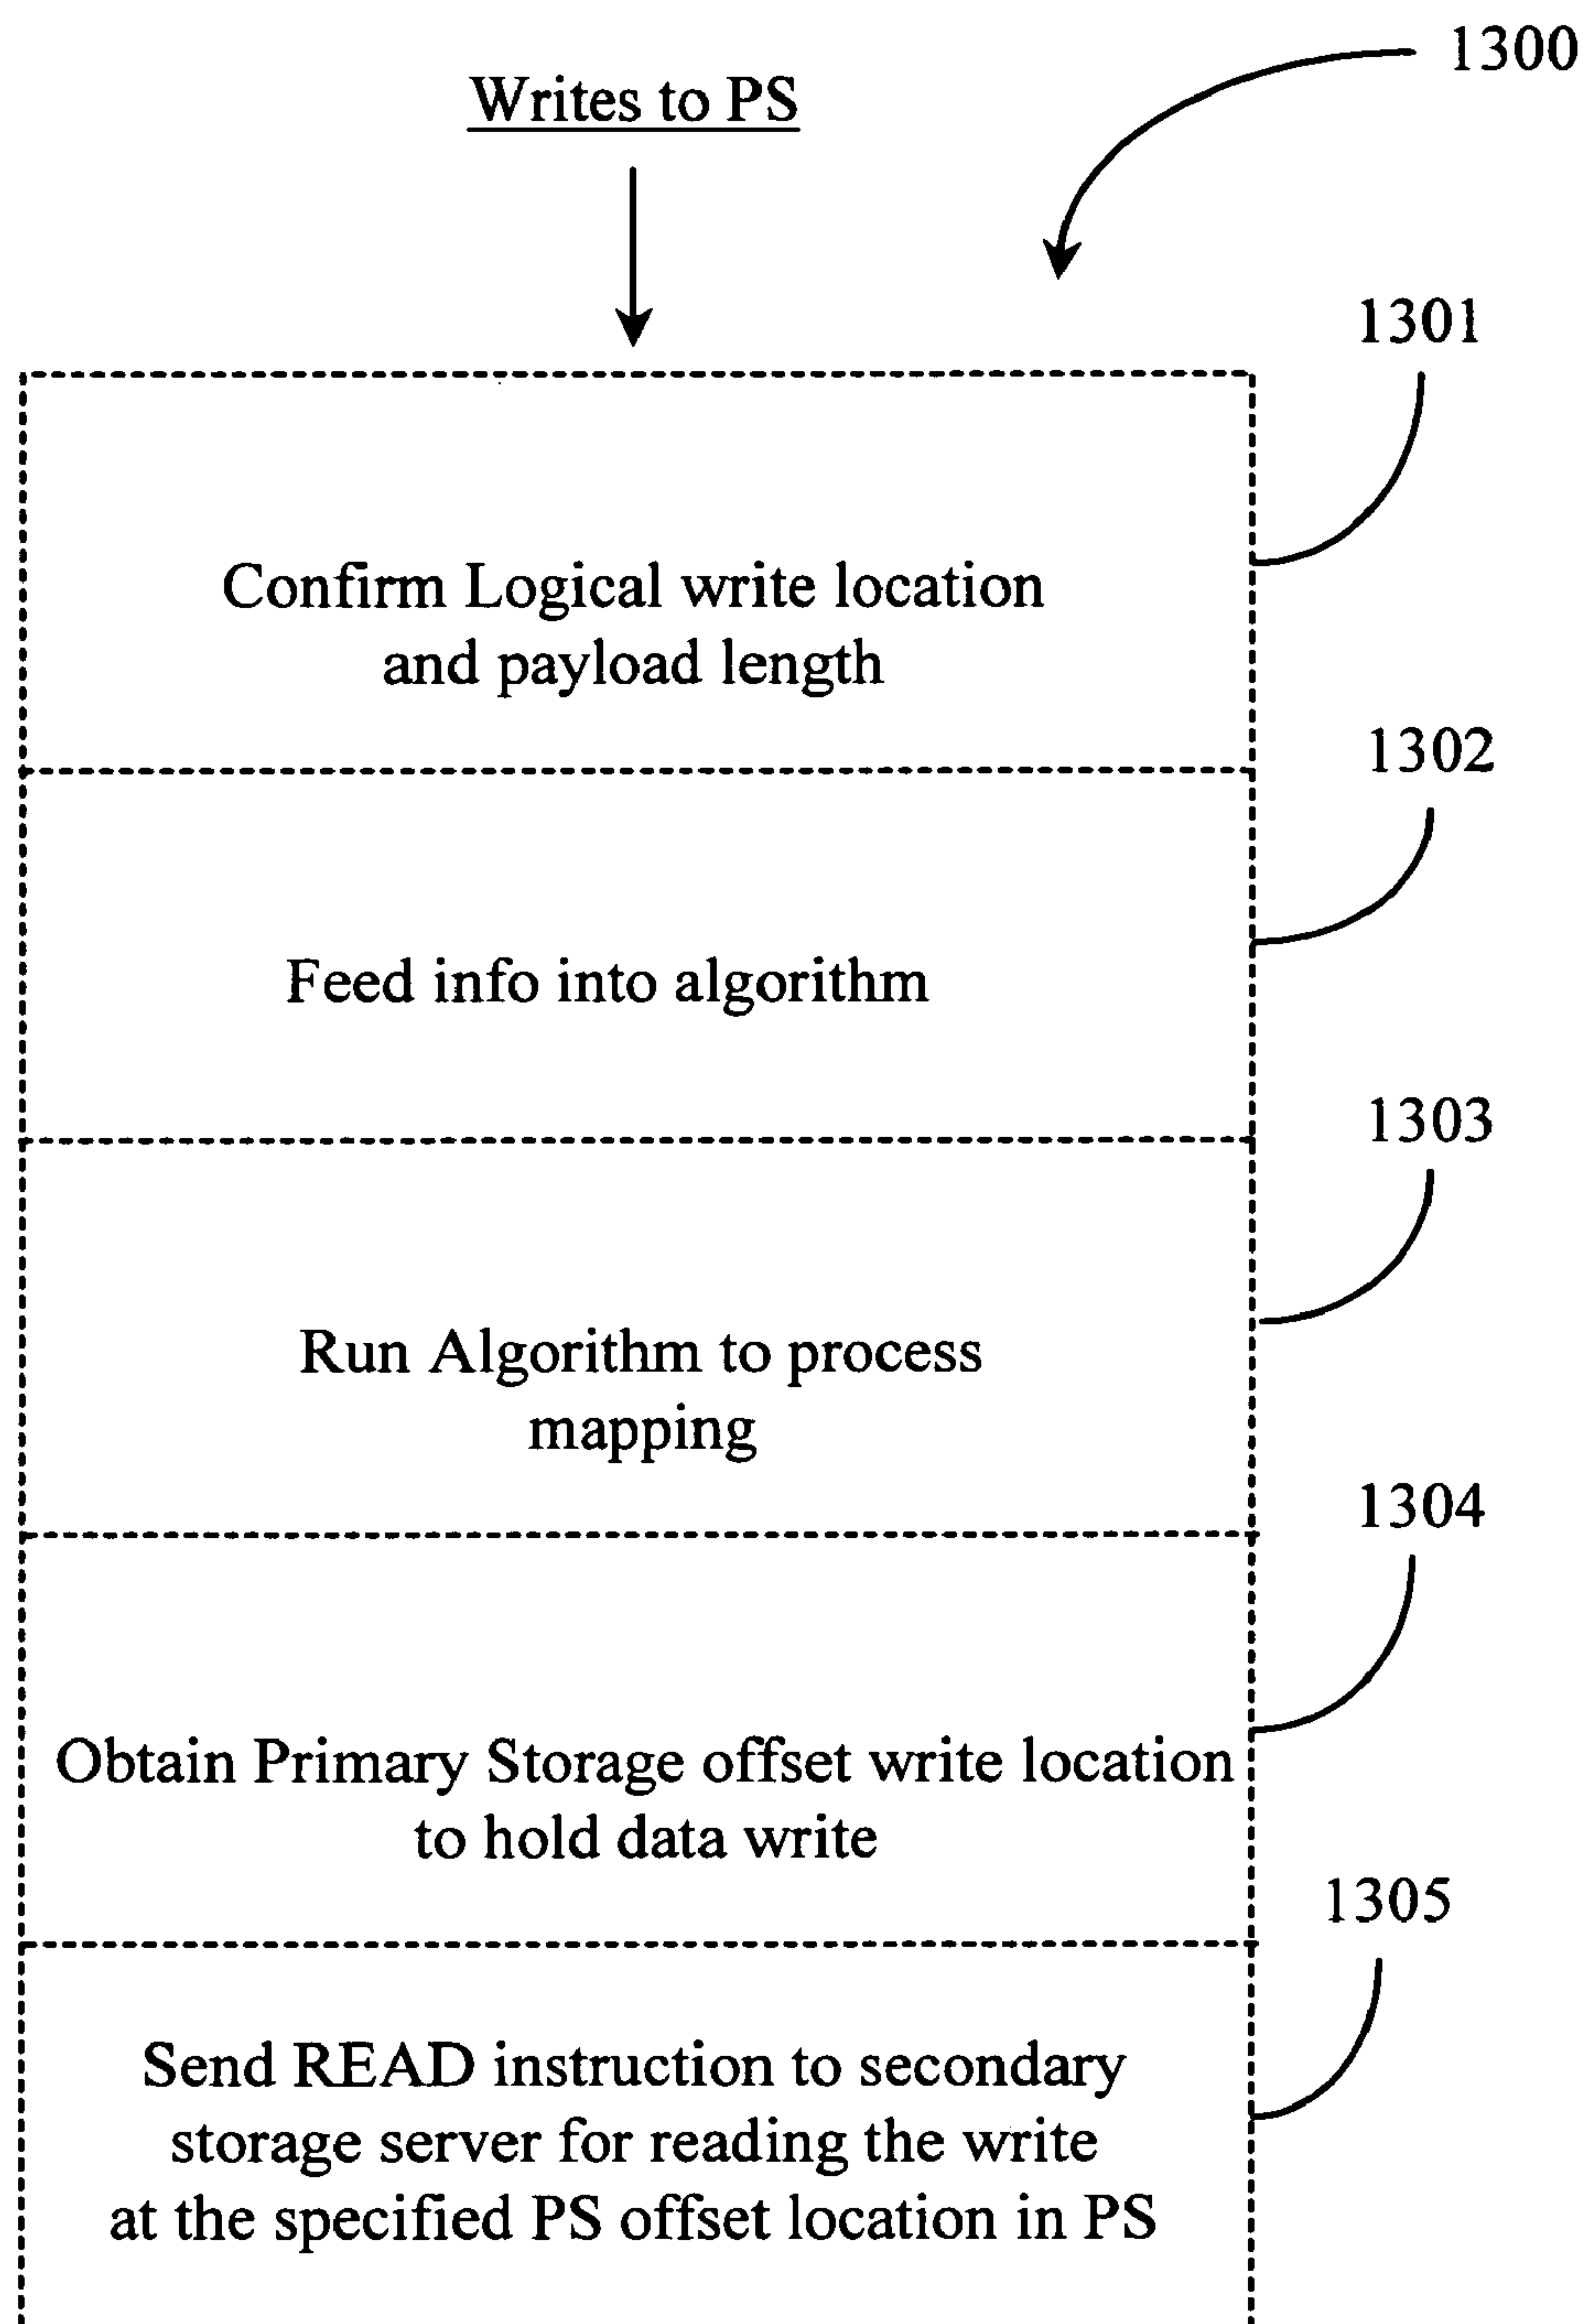 1300
Writes to PS
1301
Confirm Logical write location
and payload length
1302
Feed info into algorithm
1303
Run Algorithm to process
mapping
1304
Obtain Primary Storage offset write location
to hold data write
1305
Send READ instruction to secondary
storage server for reading the write
at the specified PS offset location in PS